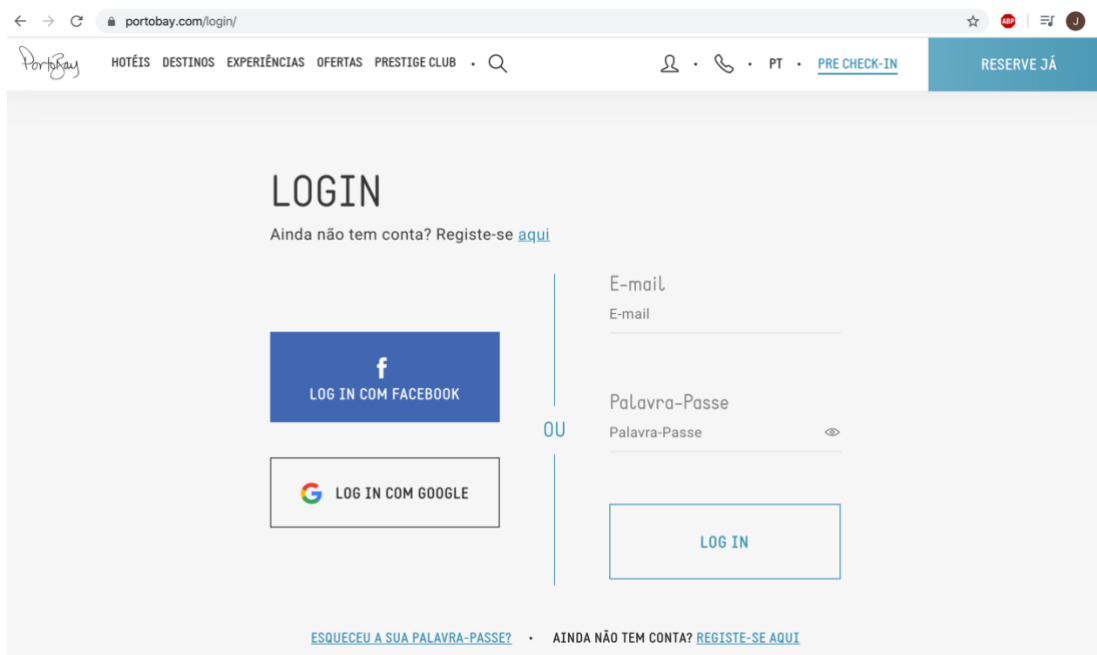 portobay.com/login/
ABP
J
PortoBay
HOTÉIS DESTINOS EXPERIÊNCIAS OFERTAS PRESTIGE CLUB ·
· · PT · PRE CHECK-IN
RESERVE JÁ
LOGIN
Ainda não tem conta? Registe-se aqui
f
LOG IN COM FACEBOOK
G LOG IN COM GOOGLE
OU
E-mail
E-mail
Palavra-Passe
Palavra-Passe
LOG IN
ESQUECEU A SUA PALAVRA-PASSE? · AINDA NÃO TEM CONTA? REGISTE-SE AQUI